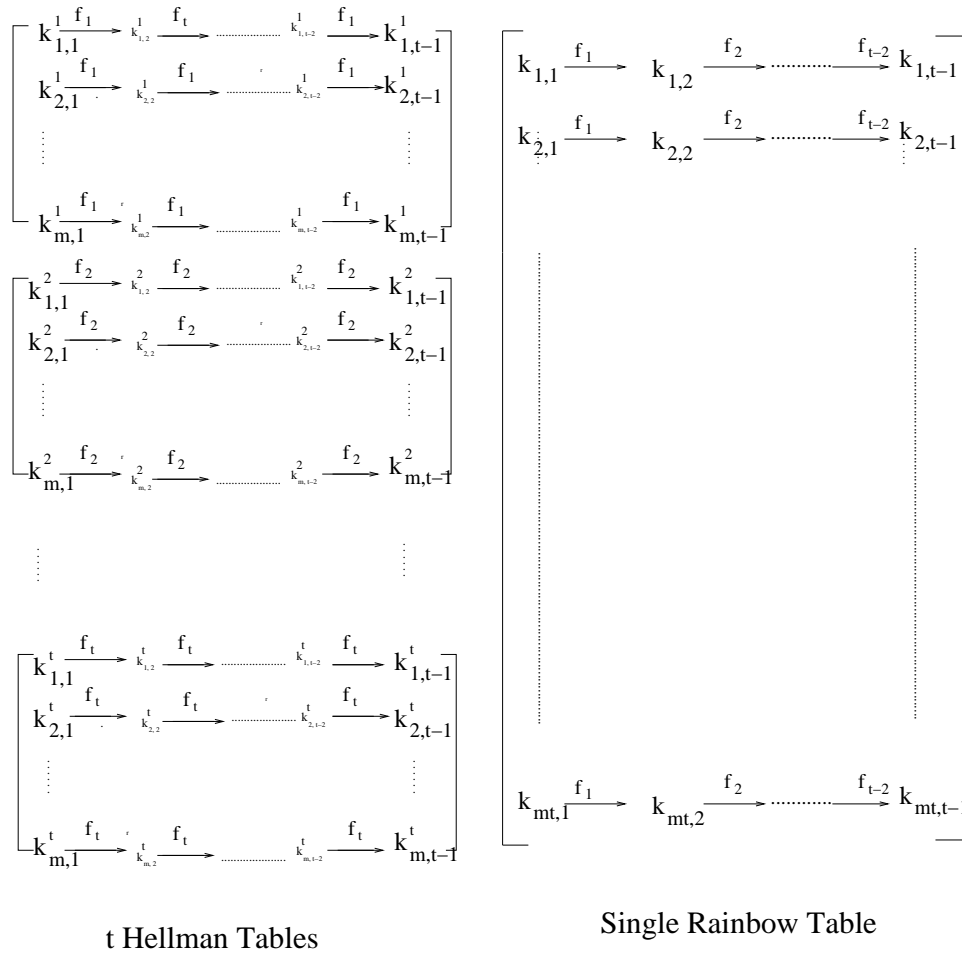 k^1_{1,1} f_1 k^1_{1,2} f_t k^1_{1,t-2} f_1 k^1_{1,t-1}
k^1_{2,1} f_1 k^1_{2,2} f_1 k^1_{2,t-2} f_1 k^1_{2,t-1}
k^1_{m,1} f_1 k^1_{m,2} f_1 k^1_{m,t-2} f_1 k^1_{m,t-1}
k^2_{1,1} f_2 k^2_{1,2} f_2 k^2_{1,t-2} f_2 k^2_{1,t-1}
k^2_{2,1} f_2 k^2_{2,2} f_2 k^2_{2,t-2} f_2 k^2_{2,t-1}
k^2_{m,1} f_2 k^2_{m,2} f_2 k^2_{m,t-2} f_2 k^2_{m,t-1}
k^t_{1,1} f_t k^t_{1,2} f_t k^t_{1,t-2} f_t k^t_{1,t-1}
k^t_{2,1} f_t k^t_{2,2} f_t k^t_{2,t-2} f_t k^t_{2,t-1}
k^t_{m,1} f_t k^t_{m,2} f_t k^t_{m,t-2} f_t k^t_{m,t-1}
t Hellman Tables
k_{1,1} f_1 k_{1,2} f_2 f_{t-2} k_{1,t-1}
k_{2,1} f_1 k_{2,2} f_2 f_{t-2} k_{2,t-1}
k_{mt,1} f_1 k_{mt,2} f_2 f_{t-2} k_{mt,t-1}
Single Rainbow Table